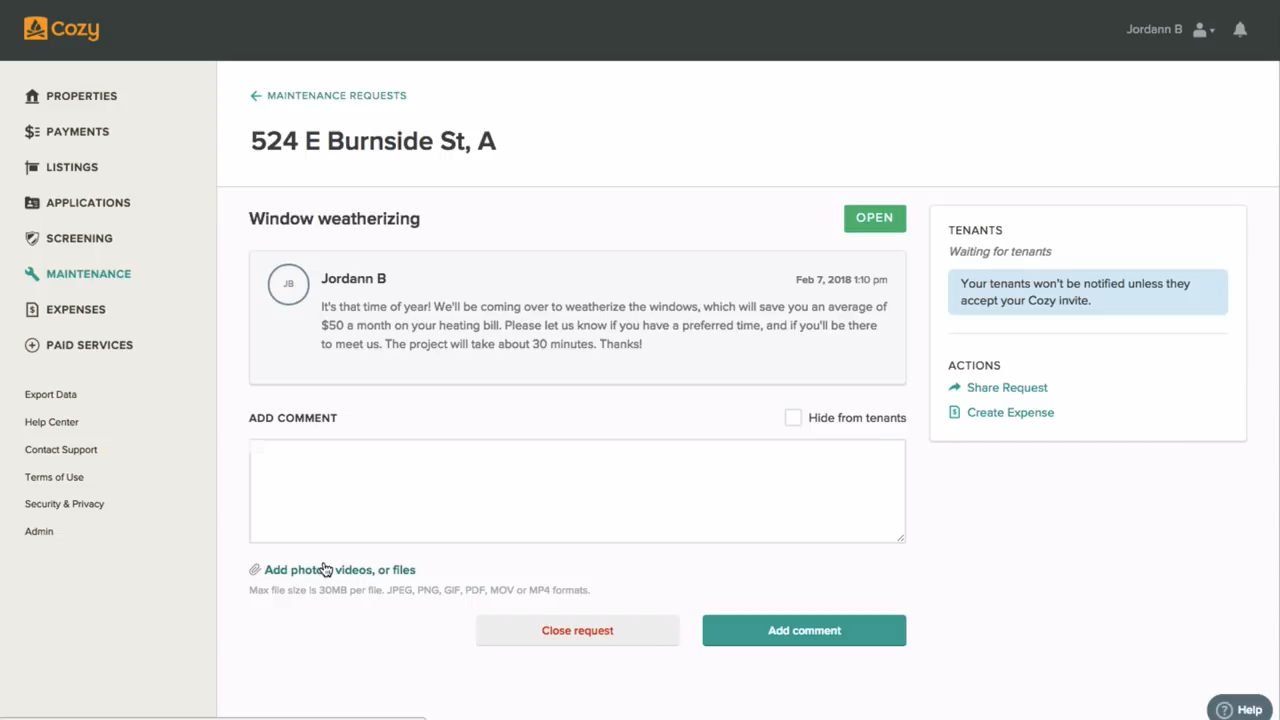 Cozy
Jordann B
PROPERTIES
PAYMENTS
LISTINGS
APPLICATIONS
SCREENING
MAINTENANCE
EXPENSES
PAID SERVICES
Export Data
Help Center
Contact Support
Terms of Use
Security & Privacy
Admin
MAINTENANCE REQUESTS
524 E Burnside St, A
Window weatherizing
OPEN
JB
Jordann B
Feb 7, 2018 1:10 pm
It's that time of year! We'll be coming over to weatherize the windows, which will save you an average of
$50 a month on your heating bill. Please let us know if you have a preferred time, and if you'll be there
to meet us. The project will take about 30 minutes. Thanks!
ADD COMMENT
Hide from tenants
Add photos, videos, or files
Max file size is 30MB per file. JPEG, PNG, GIF, PDF, MOV or MP4 formats.
Close request
Add comment
TENANTS
Waiting for tenants
Your tenants won't be notified unless they
accept your Cozy invite.
ACTIONS
Share Request
Create Expense
Help